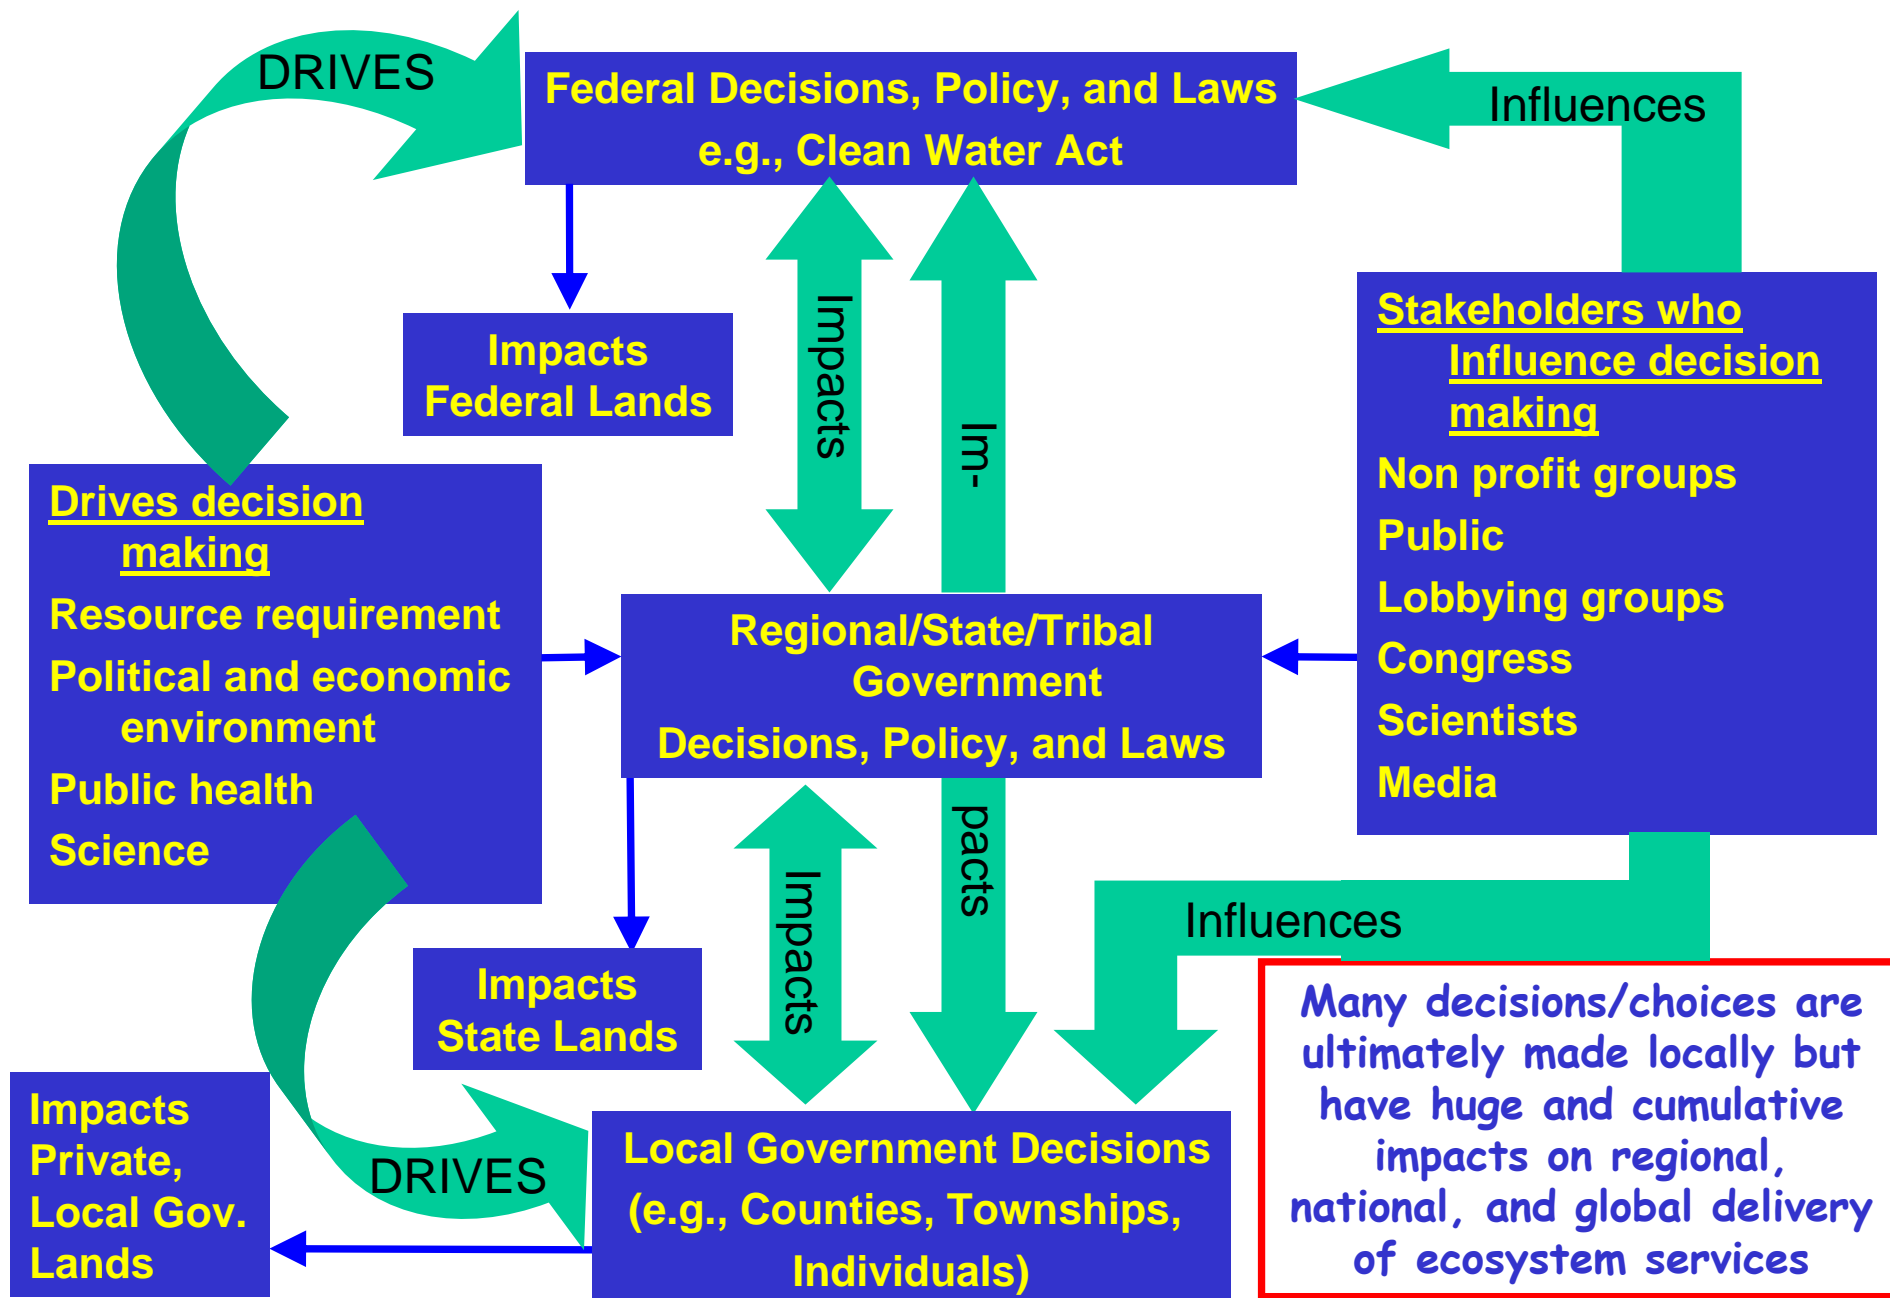 DRIVES
Federal Decisions, Policy, and Laws
e.g., Clean Water Act
Influences
Impacts
Federal Lands
Impacts
Im-
Stakeholders who
Influence decision
making
Non profit groups
Public
Lobbying groups
Congress
Scientists
Media
Drives decision
making
Resource requirement
Political and economic
environment
Public health
Science
Regional/State/Tribal
Government
Decisions, Policy, and Laws
Impacts
pacts
Influences
Impacts
State Lands
Many decisions/choices are
ultimately made locally but
have huge and cumulative
impacts on regional,
national, and global delivery
of ecosystem services
Impacts
Private,
Local Gov.
Lands
DRIVES
Local Government Decisions
(e.g., Counties, Townships,
Individuals)